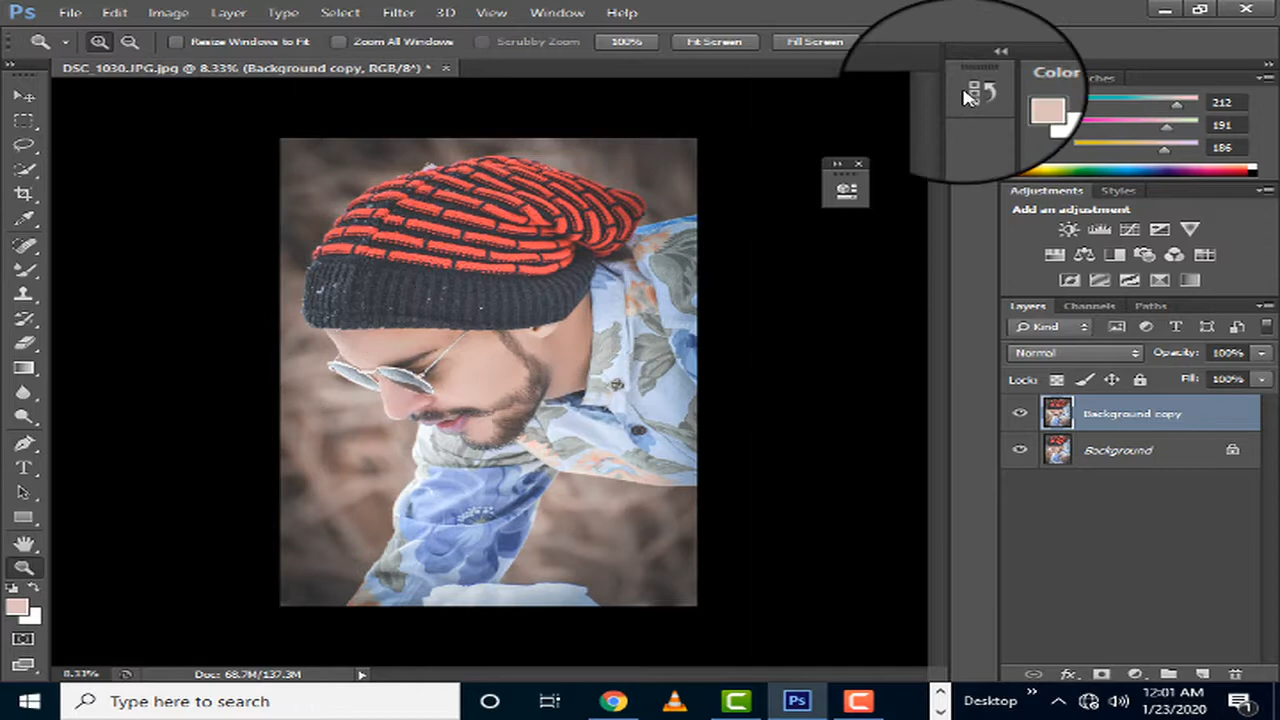 Ps File Edit Image Layer Type Select Filter 3D View Window Help
Resize Windows to Fit Zoom All Windows Scrubby Zoom 100% Fit Screen Fill Screen
DSC_1030.JPG.jpg @ 8.33% (Background copy, RGB/8*) * ×
Color
ches
212
191
186
Adjustments Styles
Add an adjustment
Layers Channels Paths
Kind
Normal Opacity: 100%
Lock: Fill: 100%
Background copy
Background
8.33% Doc: 68.7M/137.3M
Type here to search
Ps
Desktop
12:01 AM
1/23/2020
1